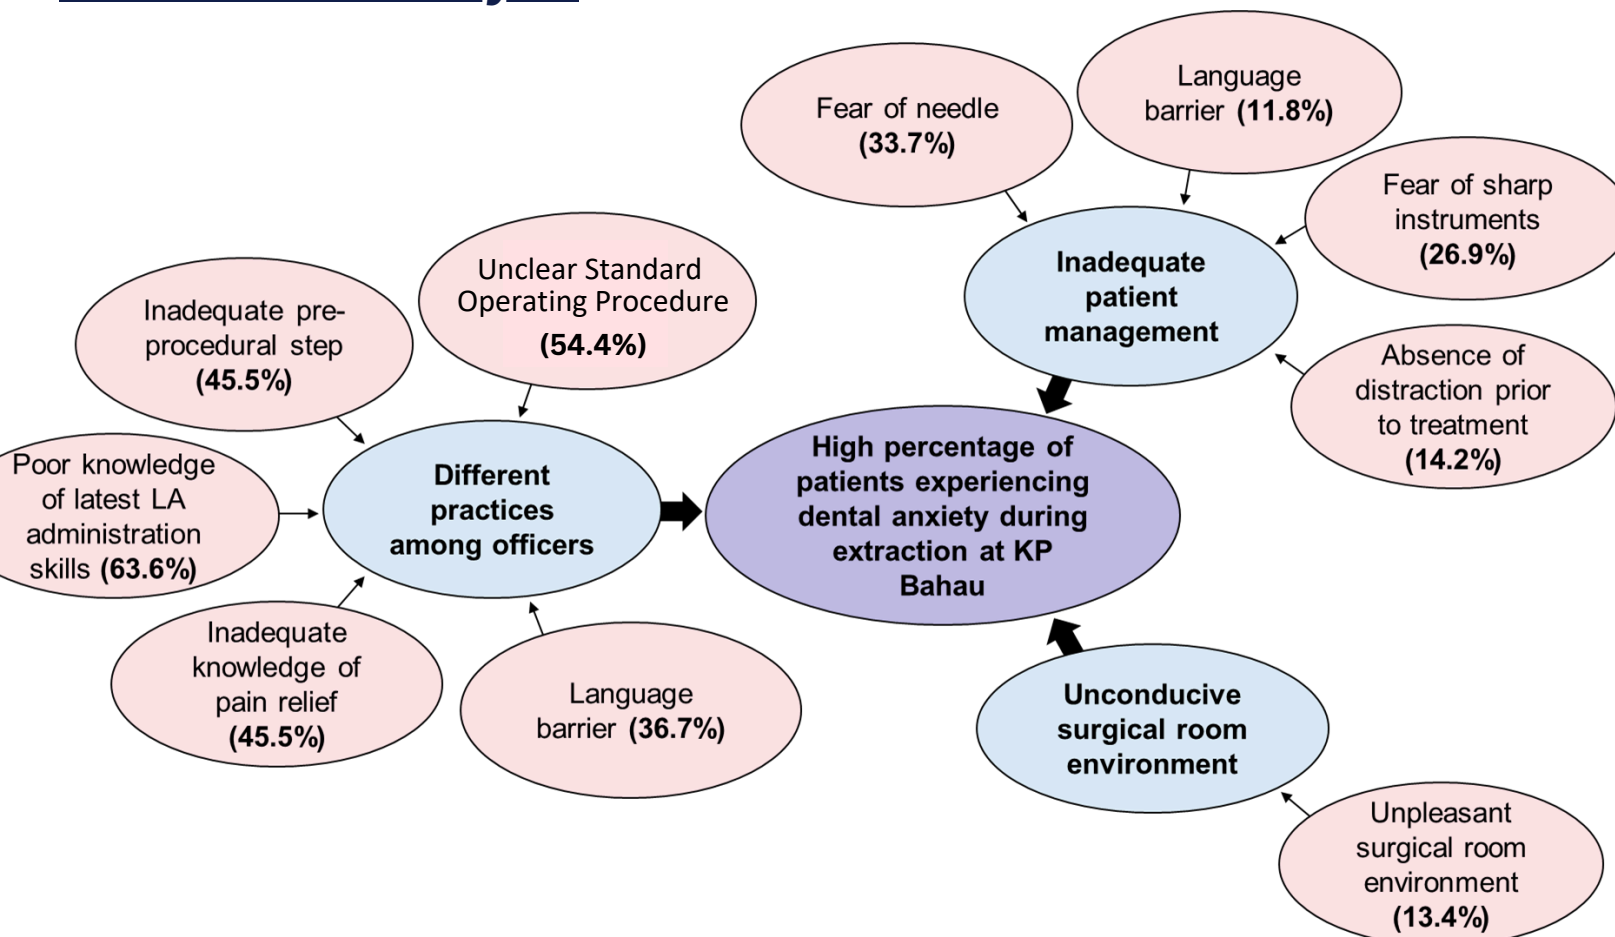 Fear of needle
(33.7%)
Language
barrier (11.8%)
Fear of sharp
instruments
(26.9%)
Absence of
distraction prior
to treatment
(14.2%)
Inadequate
patient
management
Unclear Standard
Operating Procedure
(54.4%)
Inadequate pre-
procedural step
(45.5%)
Poor knowledge
of latest LA
administration
skills (63.6%)
Inadequate
knowledge of
pain relief
(45.5%)
Language
barrier (36.7%)
Different
practices
among officers
High percentage of
patients experiencing
dental anxiety during
extraction at KP
Bahau
Unconducive
surgical room
environment
Unpleasant
surgical room
environment
(13.4%)